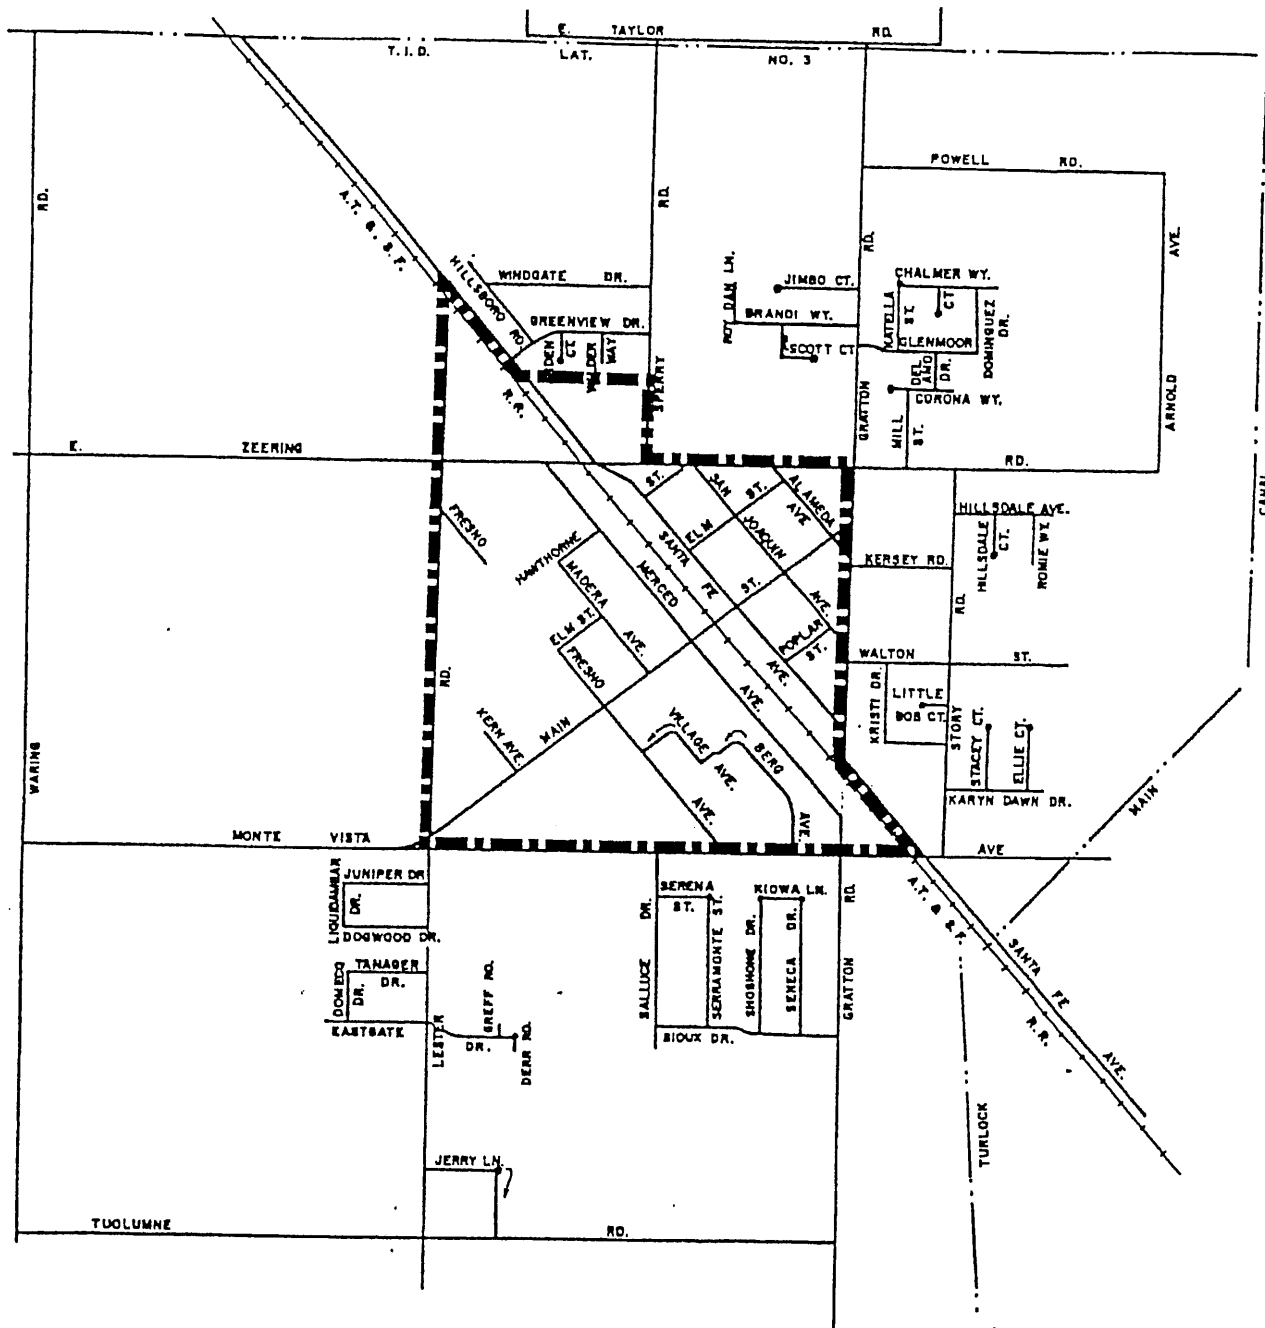 E. TAYLOR RD.
T.I.D. LAT. NO. 3
POWELL RD.
RD.
RD.
AVE.
A.T. & S.F.
RD.
HILLSBORO RD.
WINDGATE DR.
ROY DAN LN.
JIMBO CT.
CHALMER WY.
BRANDI WY.
KATELLA ST.
CT.
DOMINGUEZ DR.
GREENVIEW DR.
CT.
WILDER WAY
SCOTT CT
GLENMOOR
DEL AMO DR.
R.R.
SPERRY
GRATTON
CORONA WY.
ARNOLD
MILL ST.
E. ZEERING RD.
ST.
SAN JOAQUIN AVE.
ALAMEDA AVE
FRESNO
ELM ST.
SANTA FE AVE.
HILLSDALE AVE.
HILLSDALE CT.
ROMIE WY.
CANAL
HAWTHORNE
MADERA AVE.
MERCED AVE.
KERSEY RD.
RD.
ELM ST.
FRESNO AVE.
POPLAR ST.
WALTON ST.
RD.
KERN AVE.
MAIN ST.
VILLAGE AVE.
BERG AVE.
KRISTI DR.
LITTLE
BOB CT.
STORY
STACEY CT.
ELLIE CT.
WARING
KARYN DAWN DR.
MAIN
MONTE VISTA AVE
JUNIPER DR
LIQUIDAMBAR DR.
DOGWOOD DR.
SERENA ST.
KIOWA LN.
RD.
A.T. & S.F.
SALLUCE DR.
SERRAMONTE ST.
SHOSHONE DR.
SENECA DR.
GRATTON
SANTA FE AVE.
TANAGER DR.
DOMECQ DR.
GREFF RD.
EASTGATE DR.
LESTER
DERR RD.
SIOUX DR.
R.R.
TURLOCK
JERRY LN.
TUOLUMNE RD.